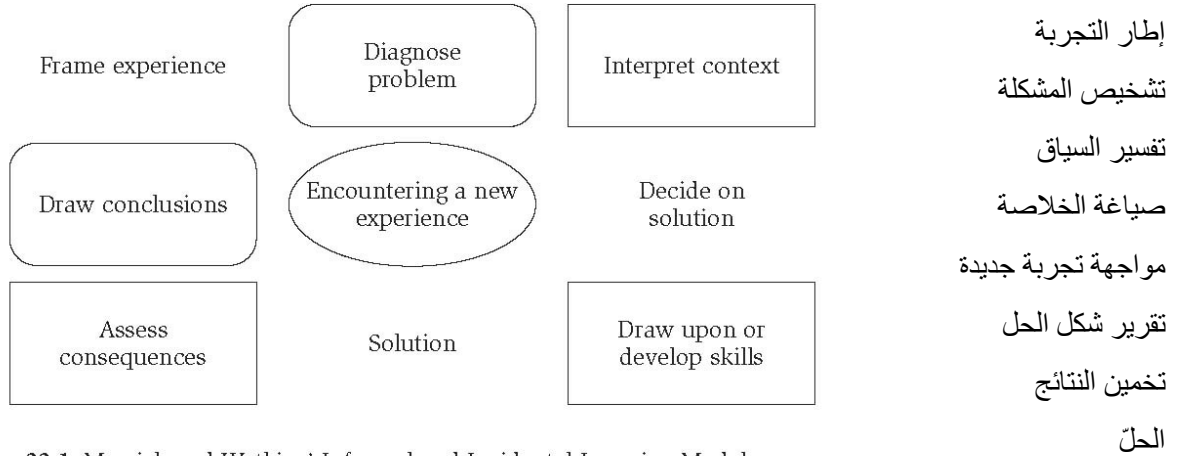 Frame experience
Diagnose
problem
Interpret context
Draw conclusions
Encountering a new
experience
Decide on
solution
Assess
consequences
Solution
Draw upon or
develop skills
إطار التجربة
تشخيص المشكلة
تفسير السياق
صياغة الخلاصة
مواجهة تجربة جديدة
تقرير شكل الحل
تخمين النتائج
الحلّ